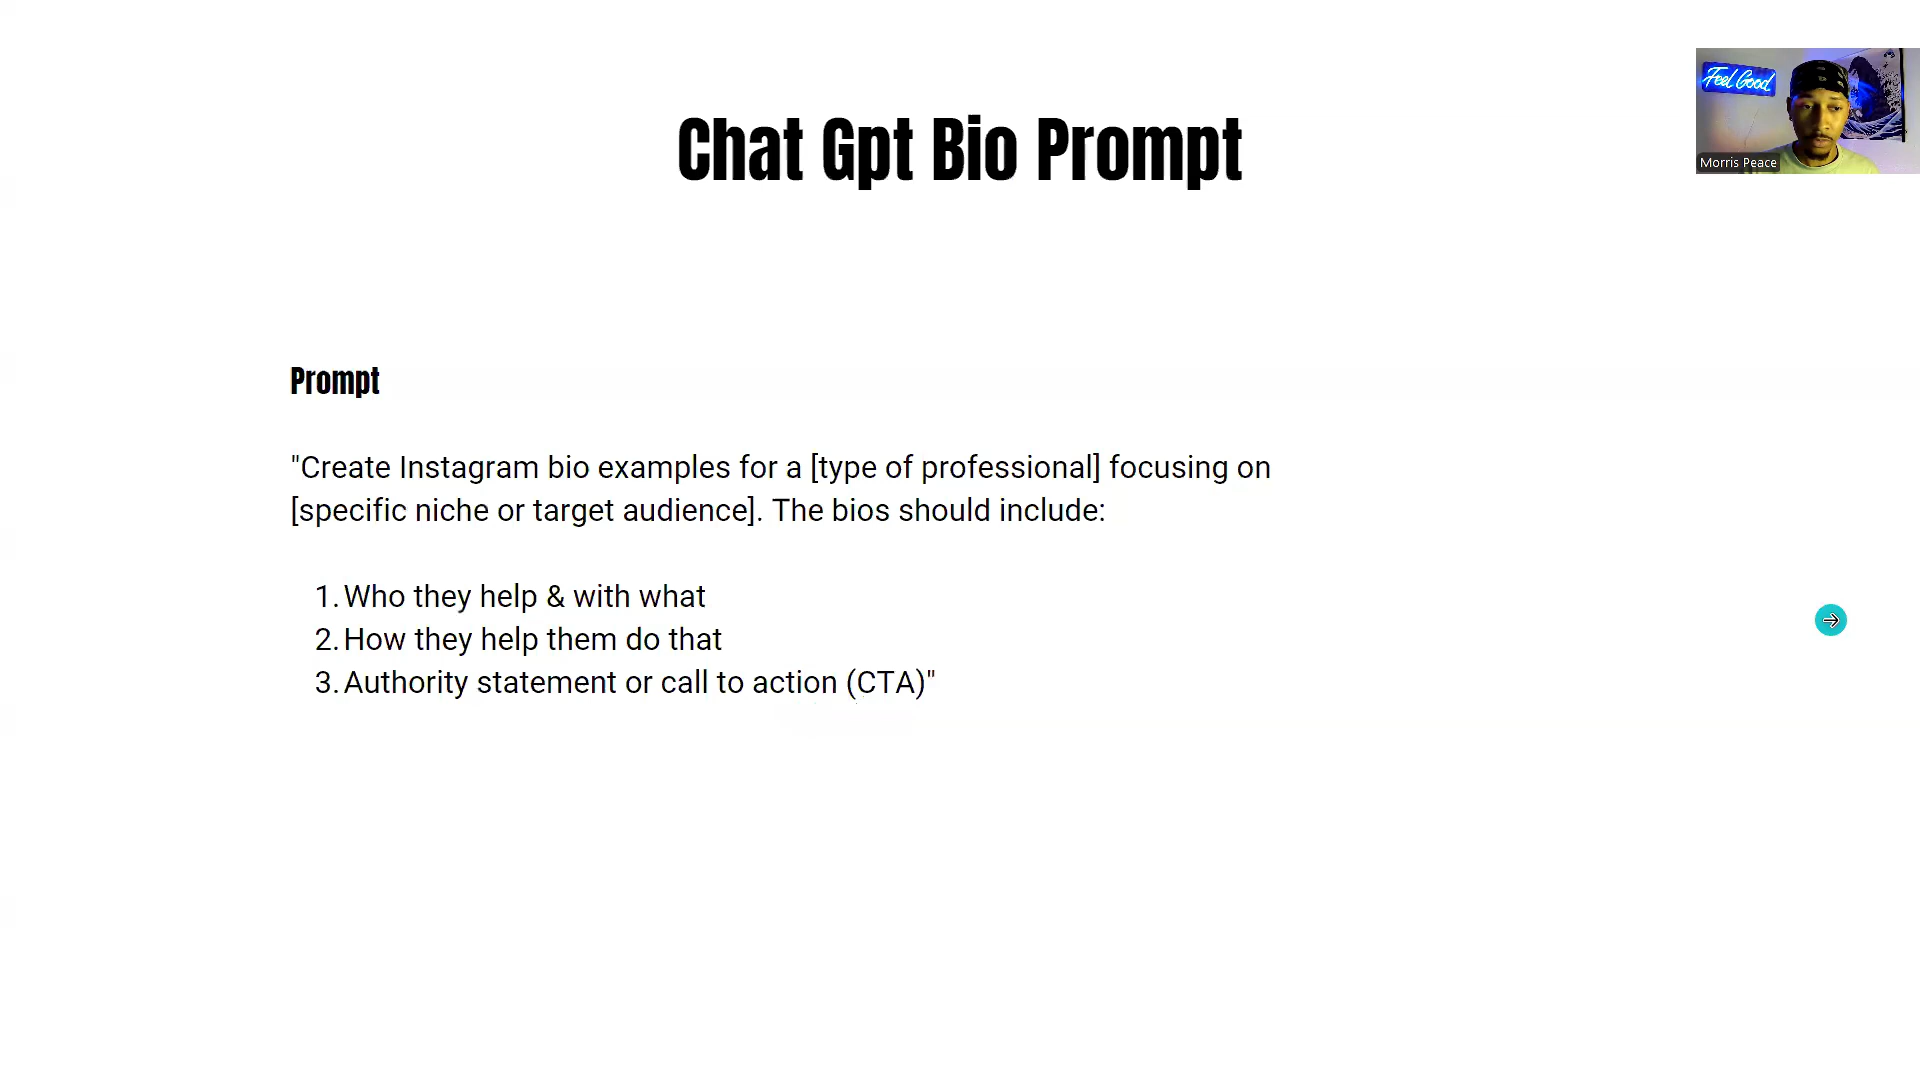 Chat Gpt Bio Prompt
Feel Good
Morris Peace
Prompt
"Create Instagram bio examples for a [type of professional] focusing on
[specific niche or target audience]. The bios should include:
1. Who they help & with what
2. How they help them do that
3. Authority statement or call to action (CTA)"